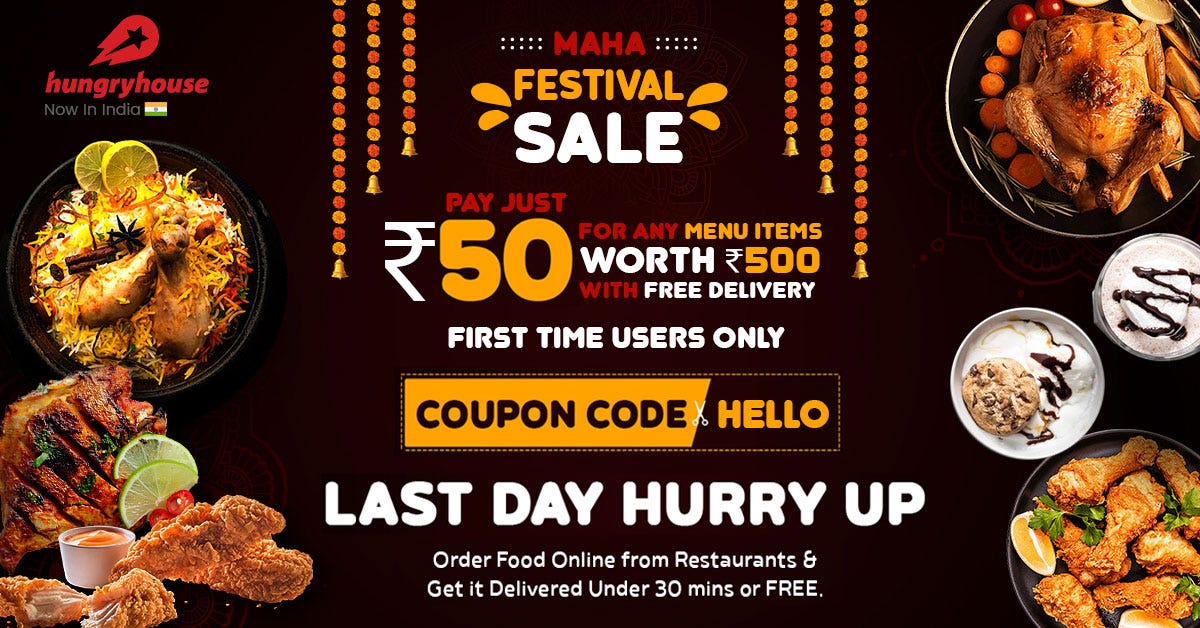 hungryhouse
Now In India
::::: MAHA :::::
FESTIVAL
SALE
PAY JUST
₹50
FOR ANY MENU ITEMS
WORTH ₹500
WITH FREE DELIVERY
FIRST TIME USERS ONLY
COUPON CODE HELLO
LAST DAY HURRY UP
Order Food Online from Restaurants &
Get it Delivered Under 30 mins or FREE.